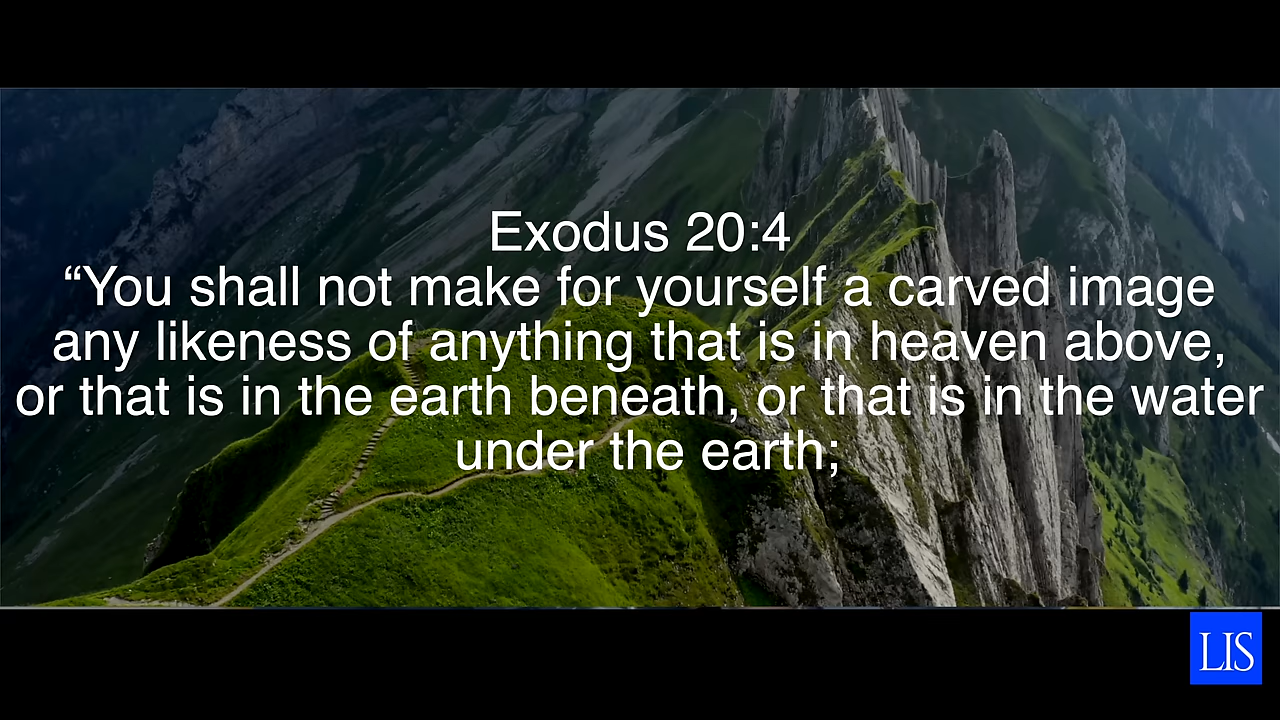 Exodus 20:4
“You shall not make for yourself a carved image
any likeness of anything that is in heaven above,
or that is in the earth beneath, or that is in the water
under the earth;
LIS